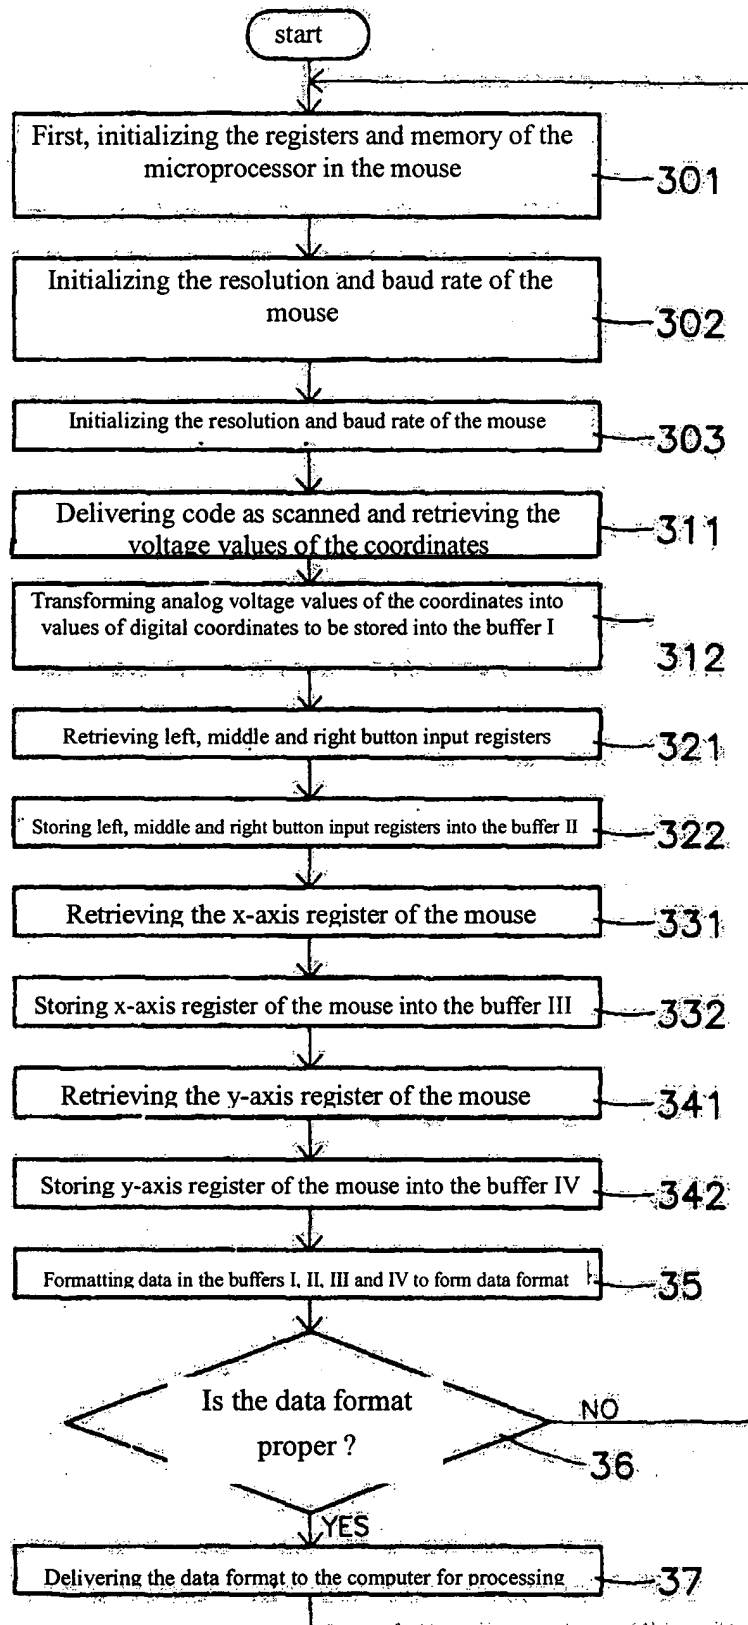 start
First, initializing the registers and memory of the
microprocessor in the mouse
301
Initializing the resolution and baud rate of the
mouse
302
Initializing the resolution and baud rate of the mouse
303
Delivering code as scanned and retrieving the
voltage values of the coordinates
311
Transforming analog voltage values of the coordinates into
values of digital coordinates to be stored into the buffer I
312
Retrieving left, middle and right button input registers
321
Storing left, middle and right button input registers into the buffer II
322
Retrieving the x-axis register of the mouse
331
Storing x-axis register of the mouse into the buffer III
332
Retrieving the y-axis register of the mouse
341
Storing y-axis register of the mouse into the buffer IV
342
Formatting data in the buffers I, II, III and IV to form data format
35
Is the data format
proper ?
NO
36
YES
Delivering the data format to the computer for processing
37